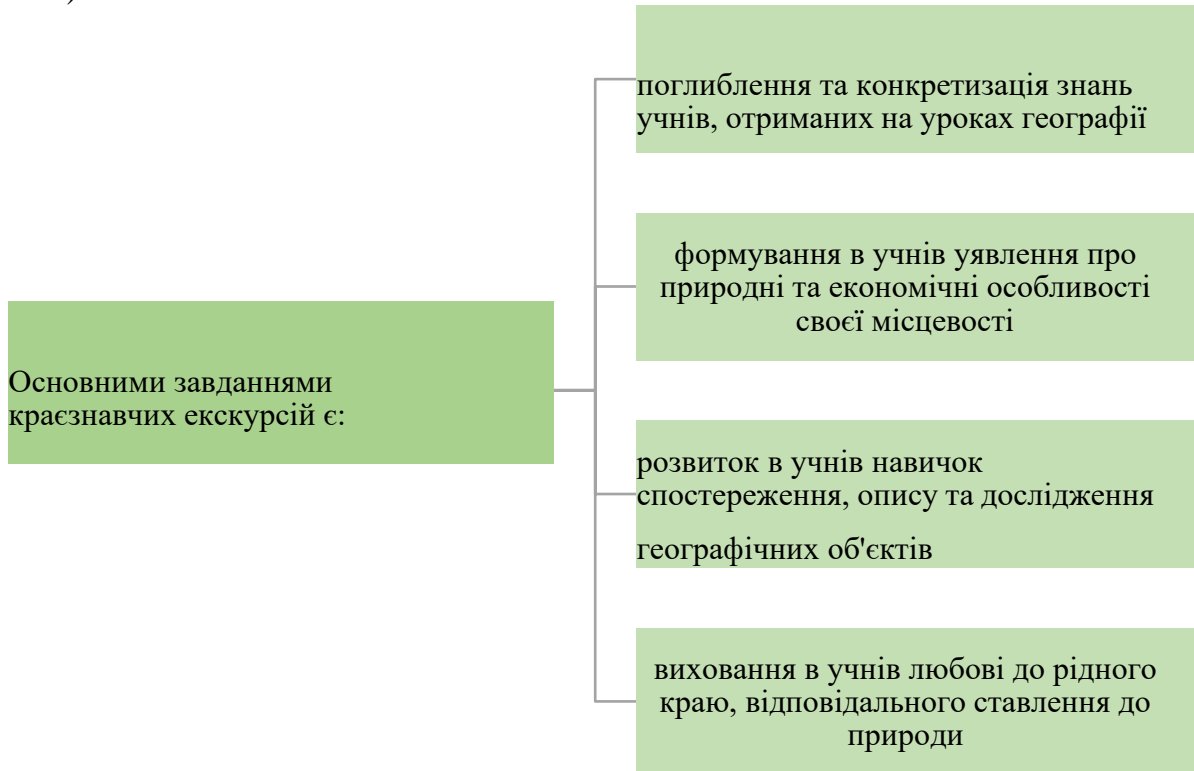 )
Основними завданнями
краєзнавчих екскурсій є:
поглиблення та конкретизація знань
учнів, отриманих на уроках географії
формування в учнів уявлення про
природні та економічні особливості
своєї місцевості
розвиток в учнів навичок
спостереження, опису та дослідження
географічних об'єктів
виховання в учнів любові до рідного
краю, відповідального ставлення до
природи